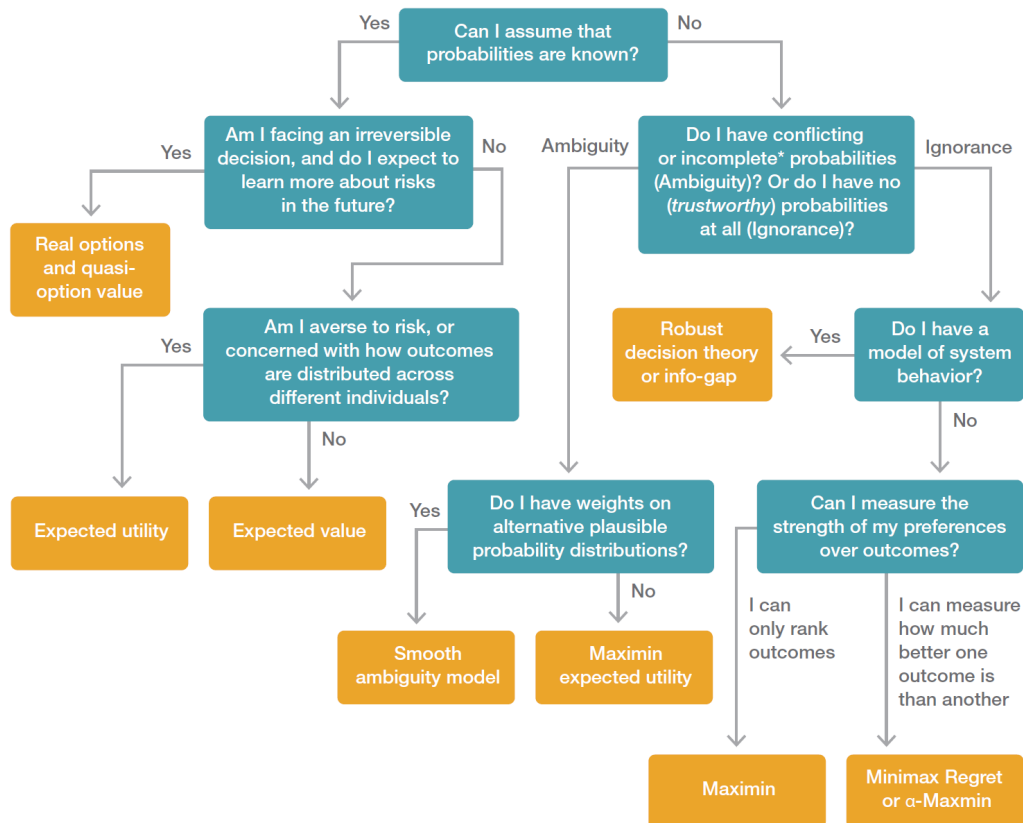 Yes
Can I assume that
probabilities are known?
No
Yes
Am I facing an irreversible
decision, and do I expect to
learn more about risks
in the future?
No
Ambiguity
Do I have conflicting
or incomplete* probabilities
(Ambiguity)? Or do I have no
(trustworthy) probabilities
at all (Ignorance)?
Ignorance
Real options
and quasi-
option value
Yes
Am I averse to risk, or
concerned with how outcomes
are distributed across
different individuals?
No
Robust
decision theory
or info-gap
Yes
Do I have a
model of system
behavior?
No
Expected utility
Expected value
Yes
Do I have weights on
alternative plausible
probability distributions?
No
Can I measure the
strength of my preferences
over outcomes?
Smooth
ambiguity model
Maximin
expected utility
I can
only rank
outcomes
I can measure
how much
better one
outcome is
than another
Maximin
Minimax Regret
or α-Maxmin